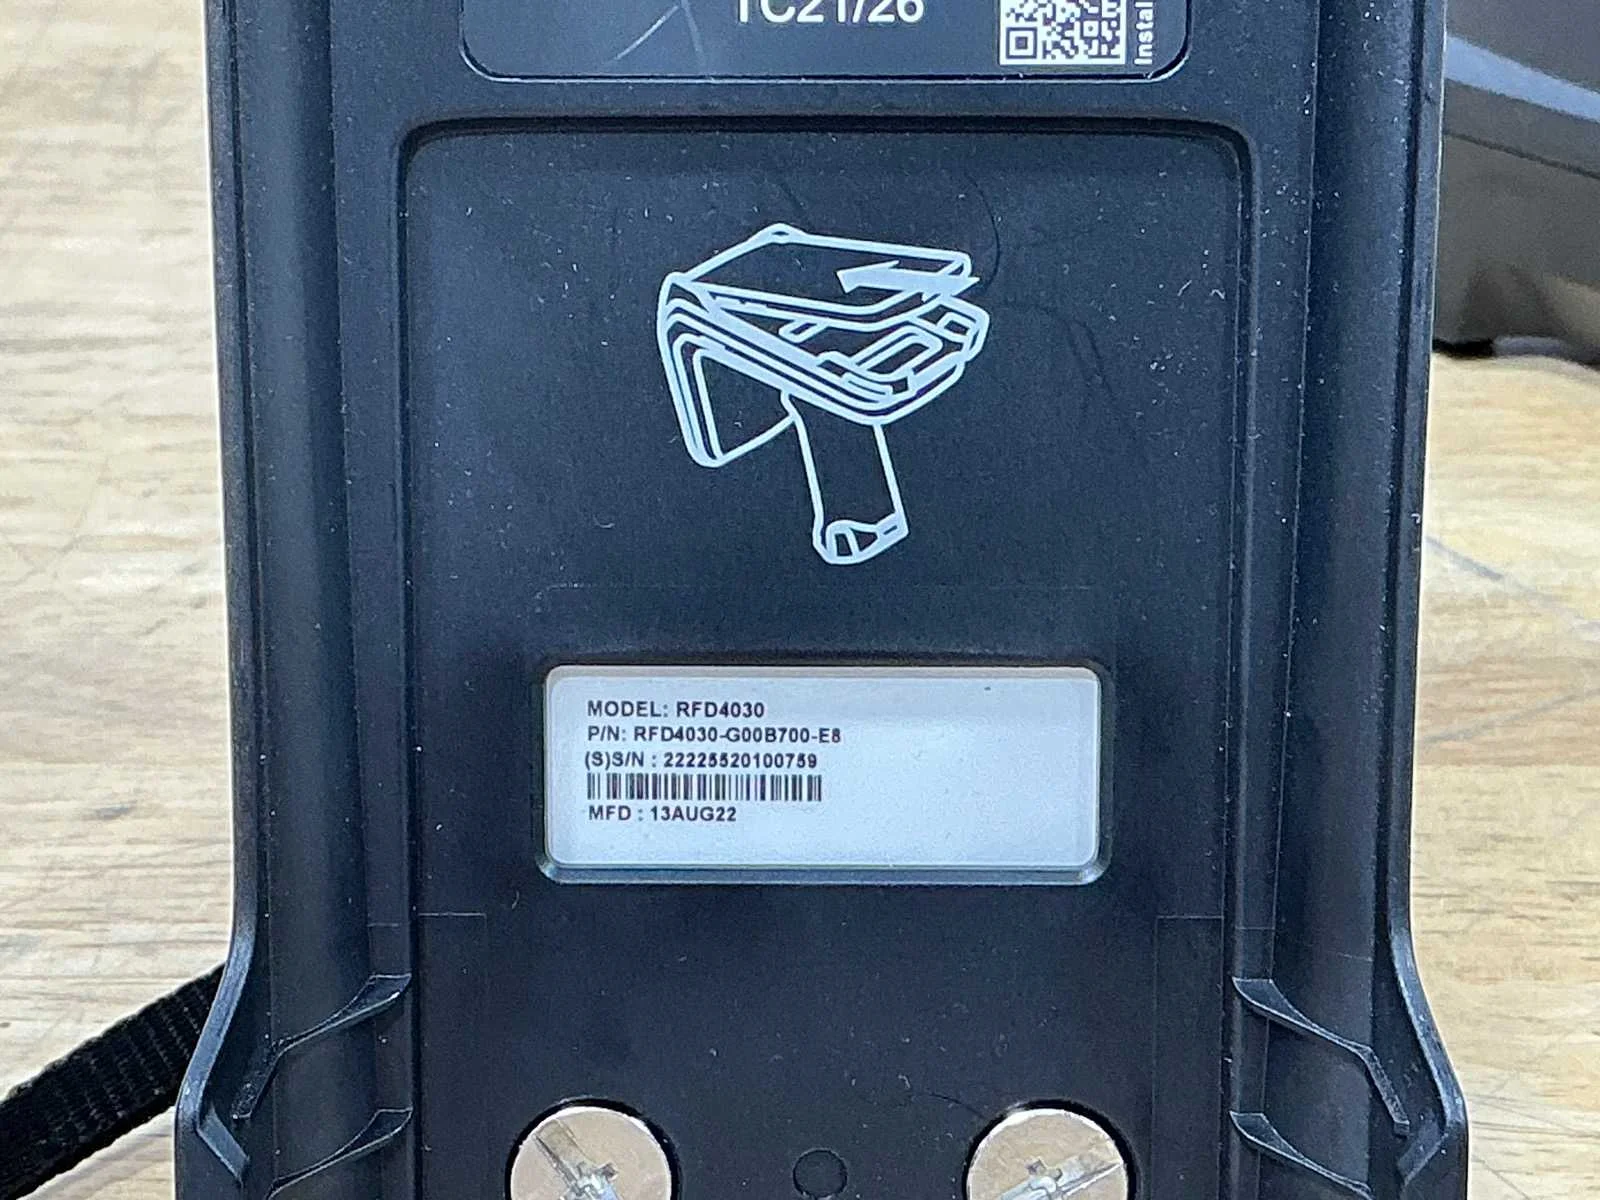 TC21/26
Instal
MODEL: RFD4030
P/N: RFD4030-G00B700-E8
(S)S/N : 22225520100759
MFD : 13AUG22